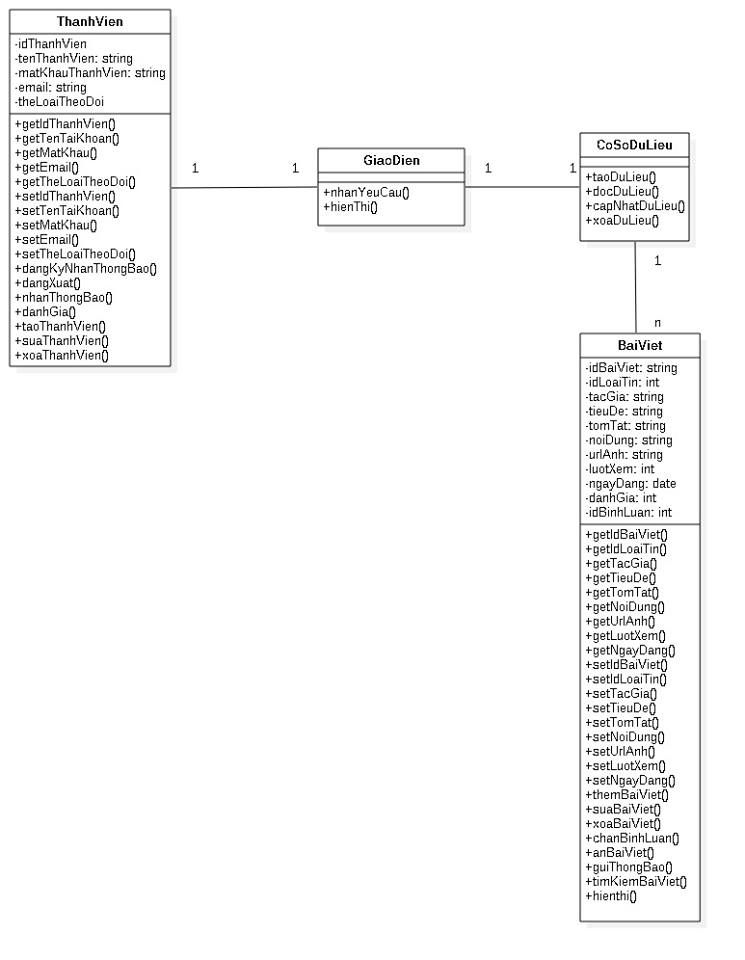 ThanhVien
-idThanhVien
-tenThanhVien: string
-matKhauThanhVien: string
-email: string
-theLoaiTheoDoi
+getIdThanhVien()
+getTenTaiKhoan()
+getMatKhau()
+getEmail()
+getTheLoaiTheoDoi()
+setIdThanhVien()
+setTenTaiKhoan()
+setMatKhau()
+setEmail()
+setTheLoaiTheoDoi()
+dangKyNhanThongBao()
+dangXuat()
+nhanThongBao()
+danhGia()
+taoThanhVien()
+suaThanhVien()
+xoaThanhVien()
1
1
GiaoDien
+nhanYeuCau()
+hienThi()
1
1
CoSoDuLieu
+taoDuLieu()
+docDuLieu()
+capNhatDuLieu()
+xoaDuLieu()
1
n
BaiViet
-idBaiViet: string
-idLoaiTin: int
-tacGia: string
-tieuDe: string
-tomTat: string
-noiDung: string
-urlAnh: string
-luotXem: int
-ngayDang: date
-danhGia: int
-idBinhLuan: int
+getIdBaiViet()
+getIdLoaiTin()
+getTacGia()
+getTieuDe()
+getTomTat()
+getNoiDung()
+getUrlAnh()
+getLuotXem()
+getNgayDang()
+setIdBaiViet()
+setIdLoaiTin()
+setTacGia()
+setTieuDe()
+setTomTat()
+setNoiDung()
+setUrlAnh()
+setLuotXem()
+setNgayDang()
+themBaiViet()
+suaBaiViet()
+xoaBaiViet()
+chanBinhLuan()
+anBaiViet()
+guiThongBao()
+timKiemBaiViet()
+hienthi()